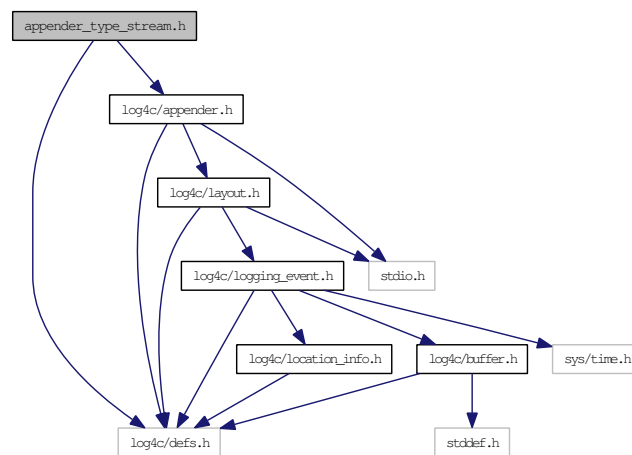 appender_type_stream.h
log4c/appender.h
log4c/layout.h
log4c/logging_event.h
stdio.h
log4c/location_info.h
log4c/buffer.h
sys/time.h
log4c/defs.h
stddef.h